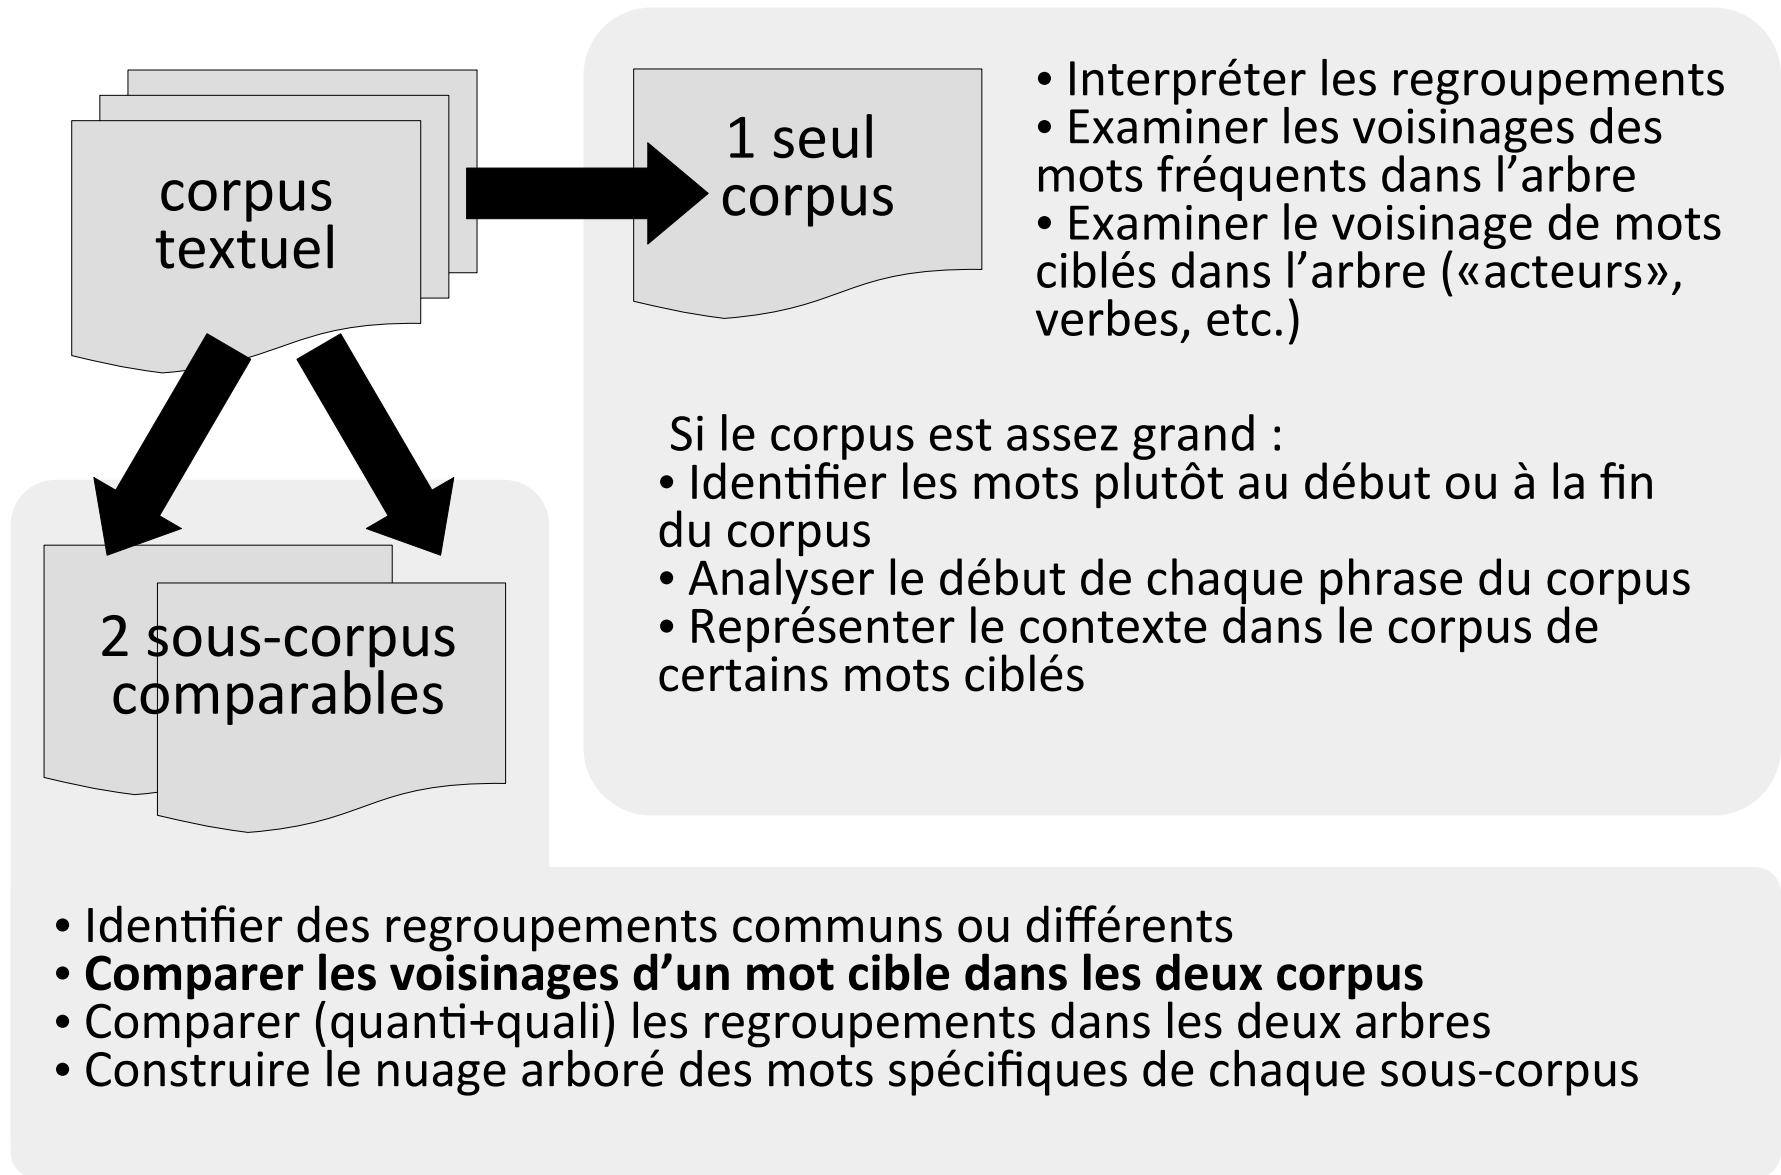 corpus
textuel
1 seul
corpus
• Interpréter les regroupements
• Examiner les voisinages des
mots fréquents dans l’arbre
• Examiner le voisinage de mots
ciblés dans l’arbre («acteurs»,
verbes, etc.)
Si le corpus est assez grand :
• Identifier les mots plutôt au début ou à la fin
du corpus
• Analyser le début de chaque phrase du corpus
• Représenter le contexte dans le corpus de
certains mots ciblés
2 sous-corpus
comparables
• Identifier des regroupements communs ou différents
• Comparer les voisinages d’un mot cible dans les deux corpus
• Comparer (quanti+quali) les regroupements dans les deux arbres
• Construire le nuage arboré des mots spécifiques de chaque sous-corpus